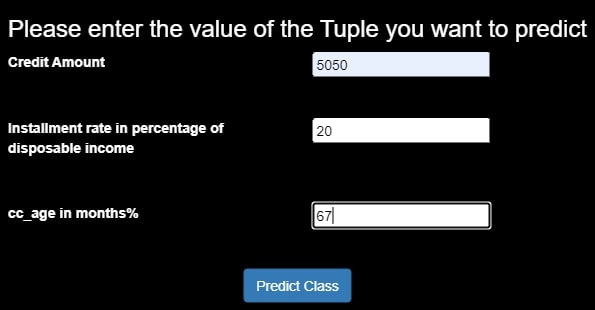 Please enter the value of the Tuple you want to predict
Credit Amount 5050
Installment rate in percentage of 20
disposable income
cc_age in months% 67
Predict Class